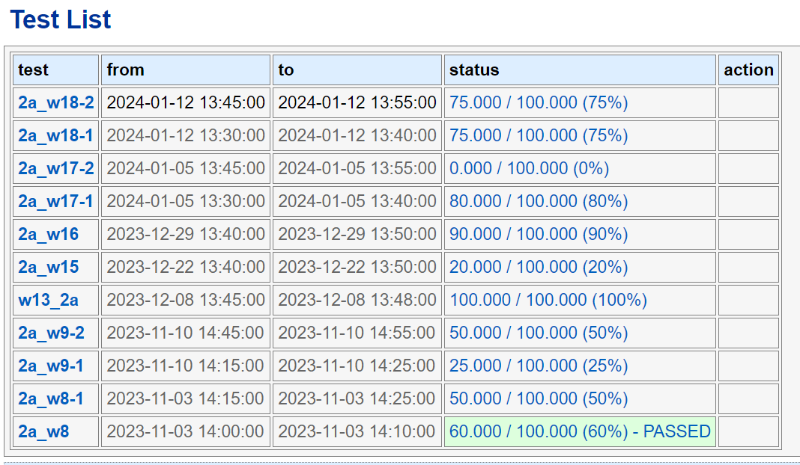 Test List
test from to status action
2a_w18-2 2024-01-12 13:45:00 2024-01-12 13:55:00 75.000 / 100.000 (75%)
2a_w18-1 2024-01-12 13:30:00 2024-01-12 13:40:00 75.000 / 100.000 (75%)
2a_w17-2 2024-01-05 13:45:00 2024-01-05 13:55:00 0.000 / 100.000 (0%)
2a_w17-1 2024-01-05 13:30:00 2024-01-05 13:40:00 80.000 / 100.000 (80%)
2a_w16 2023-12-29 13:40:00 2023-12-29 13:50:00 90.000 / 100.000 (90%)
2a_w15 2023-12-22 13:40:00 2023-12-22 13:50:00 20.000 / 100.000 (20%)
w13_2a 2023-12-08 13:45:00 2023-12-08 13:48:00 100.000 / 100.000 (100%)
2a_w9-2 2023-11-10 14:45:00 2023-11-10 14:55:00 50.000 / 100.000 (50%)
2a_w9-1 2023-11-10 14:15:00 2023-11-10 14:25:00 25.000 / 100.000 (25%)
2a_w8-1 2023-11-03 14:15:00 2023-11-03 14:25:00 50.000 / 100.000 (50%)
2a_w8 2023-11-03 14:00:00 2023-11-03 14:10:00 60.000 / 100.000 (60%) - PASSED